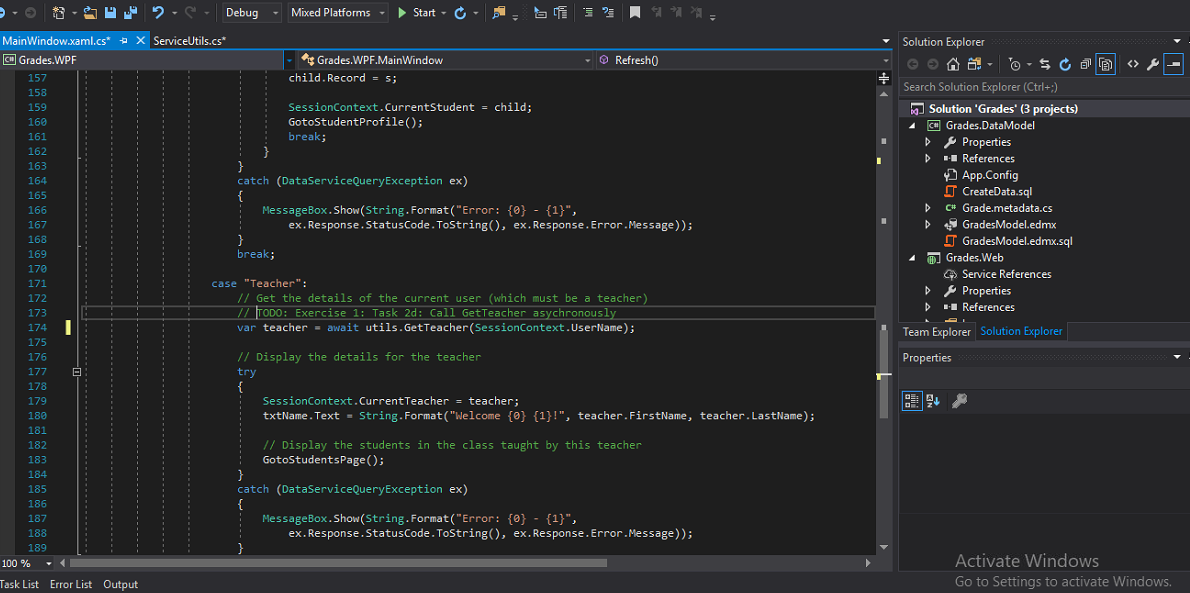 Debug Mixed Platforms Start
MainWindow.xaml.cs* ServiceUtils.cs*
Grades.WPF Grades.WPF.MainWindow Refresh()
157 child.Record = s;
158
159 SessionContext.CurrentStudent = child;
160 GotoStudentProfile();
161 break;
162 }
163 }
164 catch (DataServiceQueryException ex)
165 {
166 MessageBox.Show(String.Format("Error: {0} - {1}",
167 ex.Response.StatusCode.ToString(), ex.Response.Error.Message));
168 }
169 break;
170
171 case "Teacher":
172 // Get the details of the current user (which must be a teacher)
173 // TODO: Exercise 1: Task 2d: Call GetTeacher asychronously
174 var teacher = await utils.GetTeacher(SessionContext.UserName);
175
176 // Display the details for the teacher
177 try
178 {
179 SessionContext.CurrentTeacher = teacher;
180 txtName.Text = String.Format("Welcome {0} {1}!", teacher.FirstName, teacher.LastName);
181
182 // Display the students in the class taught by this teacher
183 GotoStudentsPage();
184 }
185 catch (DataServiceQueryException ex)
186 {
187 MessageBox.Show(String.Format("Error: {0} - {1}",
188 ex.Response.StatusCode.ToString(), ex.Response.Error.Message));
189 }
100 %
Task List Error List Output
Solution Explorer
Search Solution Explorer (Ctrl+;)
Solution 'Grades' (3 projects)
Grades.DataModel
Properties
References
App.Config
CreateData.sql
Grade.metadata.cs
GradesModel.edmx
GradesModel.edmx.sql
Grades.Web
Service References
Properties
References
Team Explorer Solution Explorer
Properties
Activate Windows
Go to Settings to activate Windows.